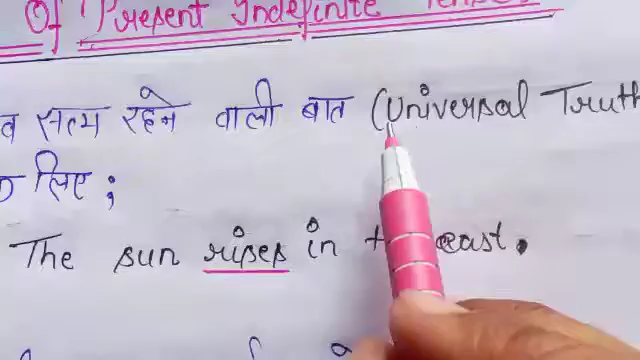 Of Present Indefinite
सत्य रहने वाली बात (Universal Truth
लिए;
The sun rises in east.